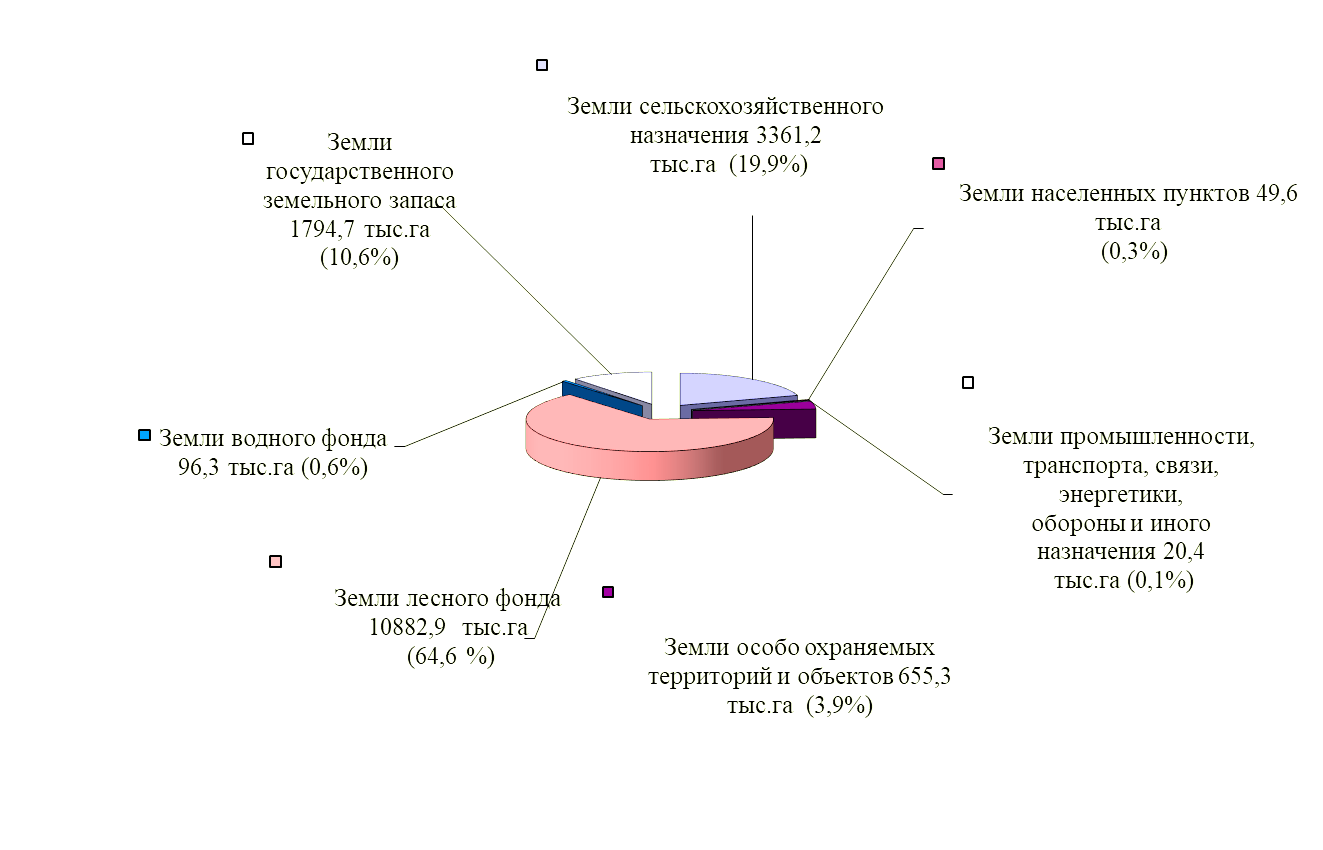 Земли сельскохозяйственного
назначения 3361,2
тыс.га (19,9%)
Земли
государственного
земельного запаса
1794,7 тыс.га
(10,6%)
Земли населенных пунктов 49,6
тыс.га
(0,3%)
Земли водного фонда
96,3 тыс.га (0,6%)
Земли промышленности,
транспорта, связи,
энергетики,
обороны и иного
назначения 20,4
тыс.га (0,1%)
Земли лесного фонда
10882,9 тыс.га
(64,6 %)
Земли особо охраняемых
территорий и объектов 655,3
тыс.га (3,9%)